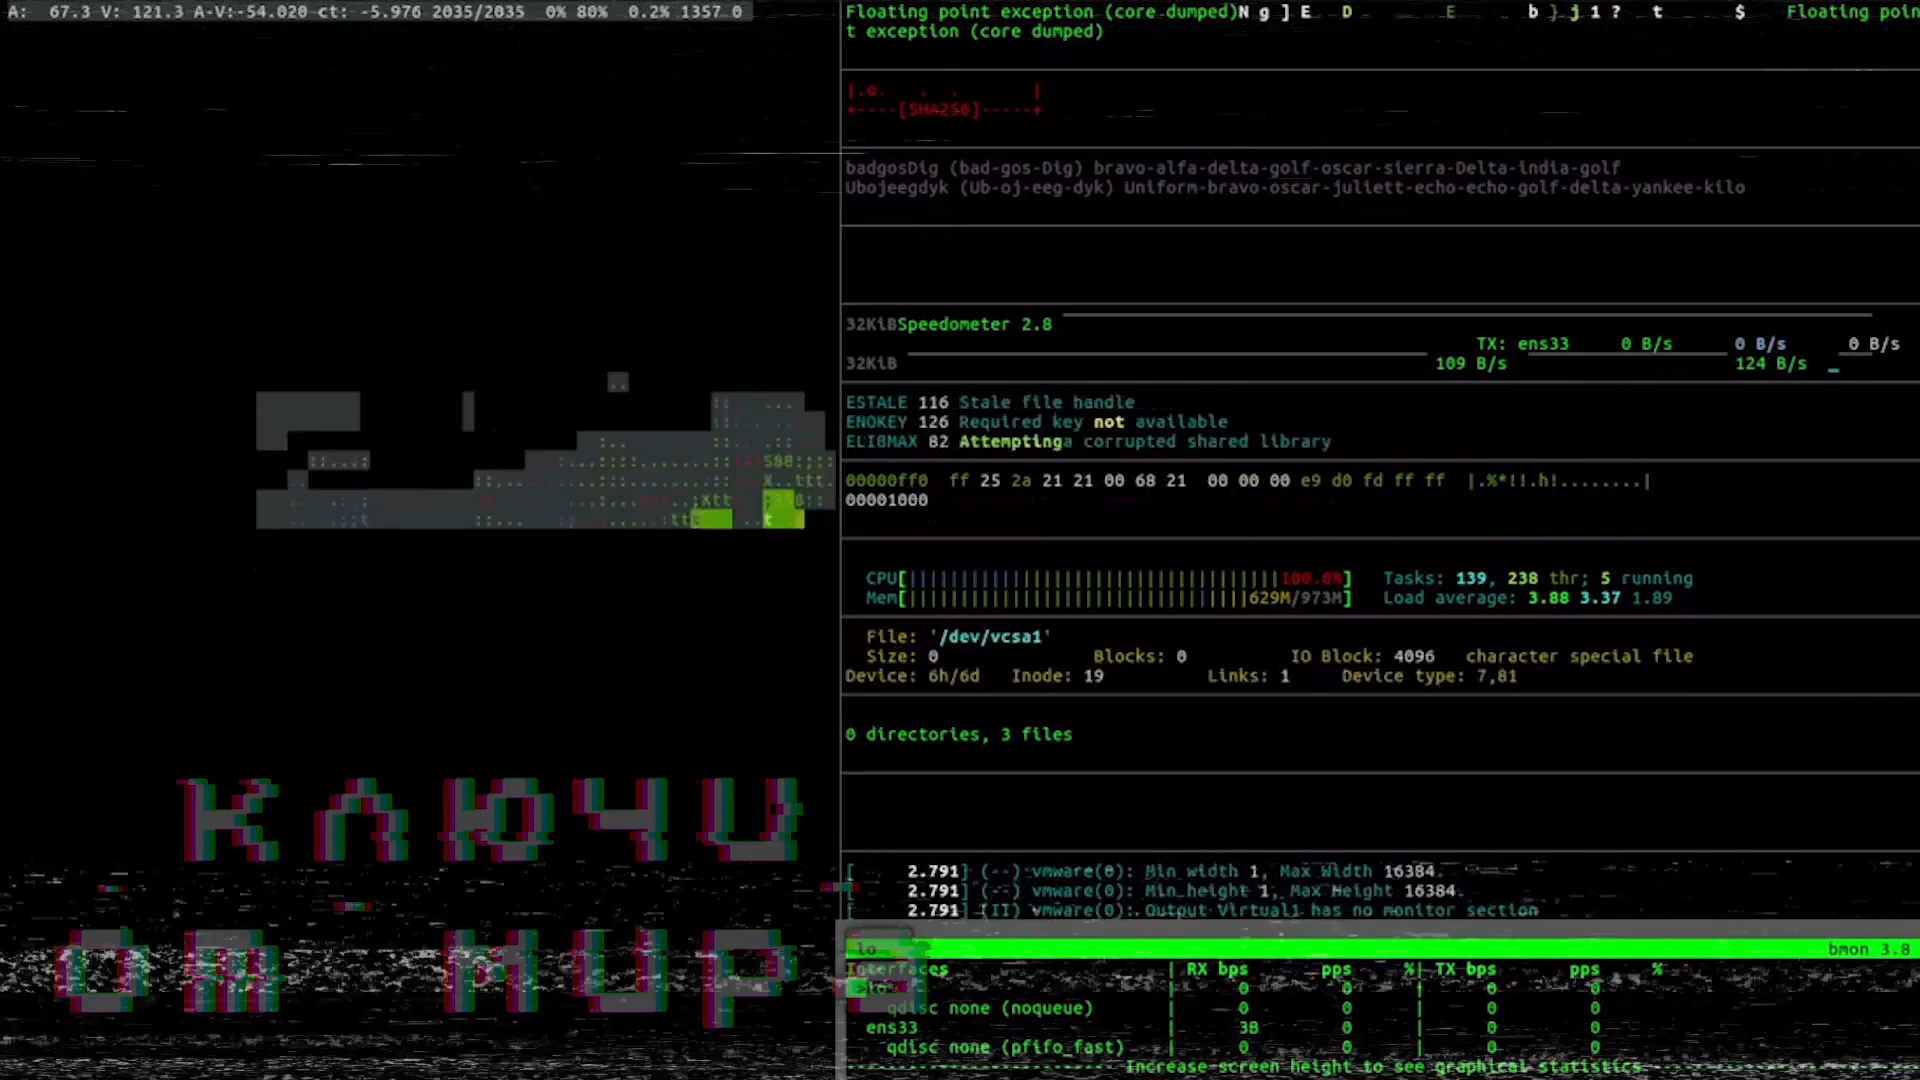 A:  67.3 V: 121.3 A-V:-54.020 ct: -5.976 2035/2035  0% 80%  0.2% 1357 0
Floating point exception (core dumped)N g ] E D E b } j 1 ? t $ Floating poin
t exception (core dumped)
|.o.   .  .       |
+----[SHA256]-----+
badgosDig (bad-gos-Dig) bravo-alfa-delta-golf-oscar-sierra-Delta-india-golf
Ubojeegdyk (Ub-oj-eeg-dyk) Uniform-bravo-oscar-juliett-echo-echo-golf-delta-yankee-kilo
32KiBSpeedometer 2.8
TX: ens33     0 B/s      0 B/s      0 B/s
32KiB 109 B/s 124 B/s _
ESTALE 116 Stale file handle
ENOKEY 126 Required key not available
ELIBMAX 82 Attemptinga corrupted shared library
00000ff0  ff 25 2a 21 21 00 68 21  00 00 00 e9 d0 fd ff ff  |.%*!!.h!........|
00001000
CPU[100.0%]   Tasks: 139, 238 thr; 5 running
Mem[629M/973M]   Load average: 3.88 3.37 1.89
File: '/dev/vcsa1'
Size: 0               Blocks: 0          IO Block: 4096   character special file
Device: 6h/6d   Inode: 19          Links: 1     Device type: 7,81
0 directories, 3 files
[     2.791] (--) vmware(0): Min width 1, Max Width 16384.
[     2.791] (--) vmware(0): Min height 1, Max Height 16384.
[     2.791] (II) vmware(0): Output Virtual1 has no monitor section
ключи
от мир
lo bmon 3.8
Interfaces | RX bps pps %| TX bps pps %
>lo | 0 0 | 0 0
qdisc none (noqueue) | 0 0 | 0 0
ens33 | 3B 0 | 0 0
qdisc none (pfifo_fast) | 0 0 | 0 0
Increase screen height to see graphical statistics